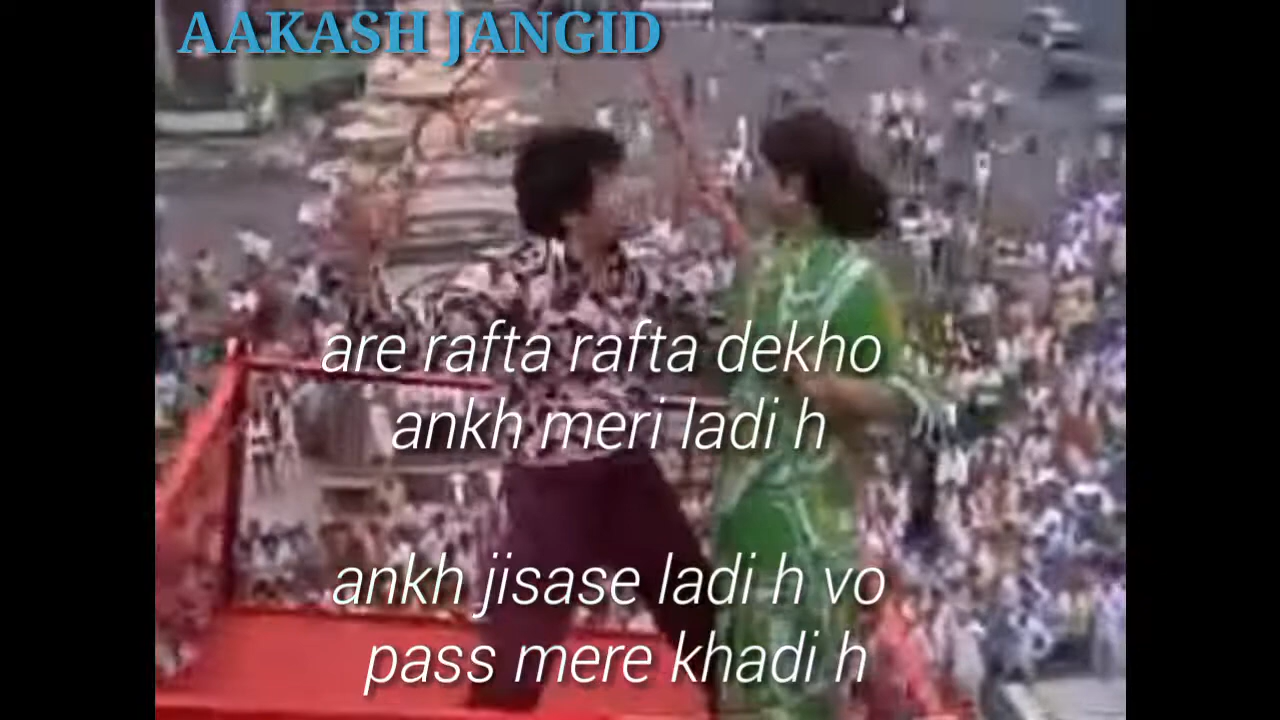 AAKASH JANGID
are rafta rafta dekho
ankh meri ladi h
ankh jisase ladi h vo
pass mere khadi h